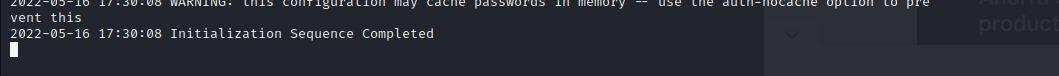 2022-05-16 17:30:08 WARNING: this configuration may cache passwords in memory -- use the auth-nocache option to pre
vent this
2022-05-16 17:30:08 Initialization Sequence Completed
product